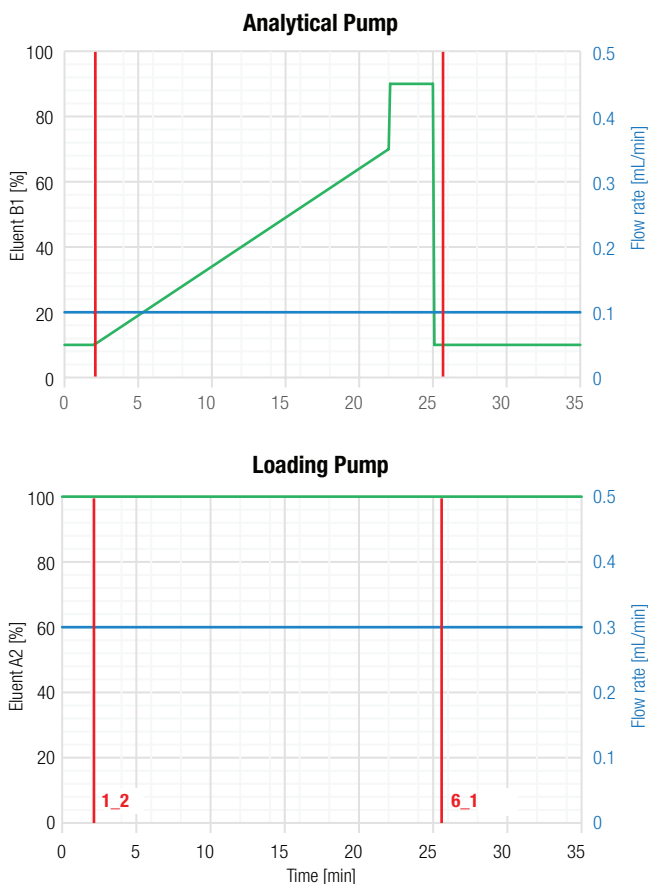 Analytical Pump
100
80
60
40
20
0
Eluent B1 [%]
0.5
0.4
0.3
0.2
0.1
0
Flow rate [mL/min]
0 5 10 15 20 25 30 35
Loading Pump
100
80
60
40
20
0
Eluent A2 [%]
0.5
0.4
0.3
0.2
0.1
0
Flow rate [mL/min]
1_2 6_1
0 5 10 15 20 25 30 35
Time [min]